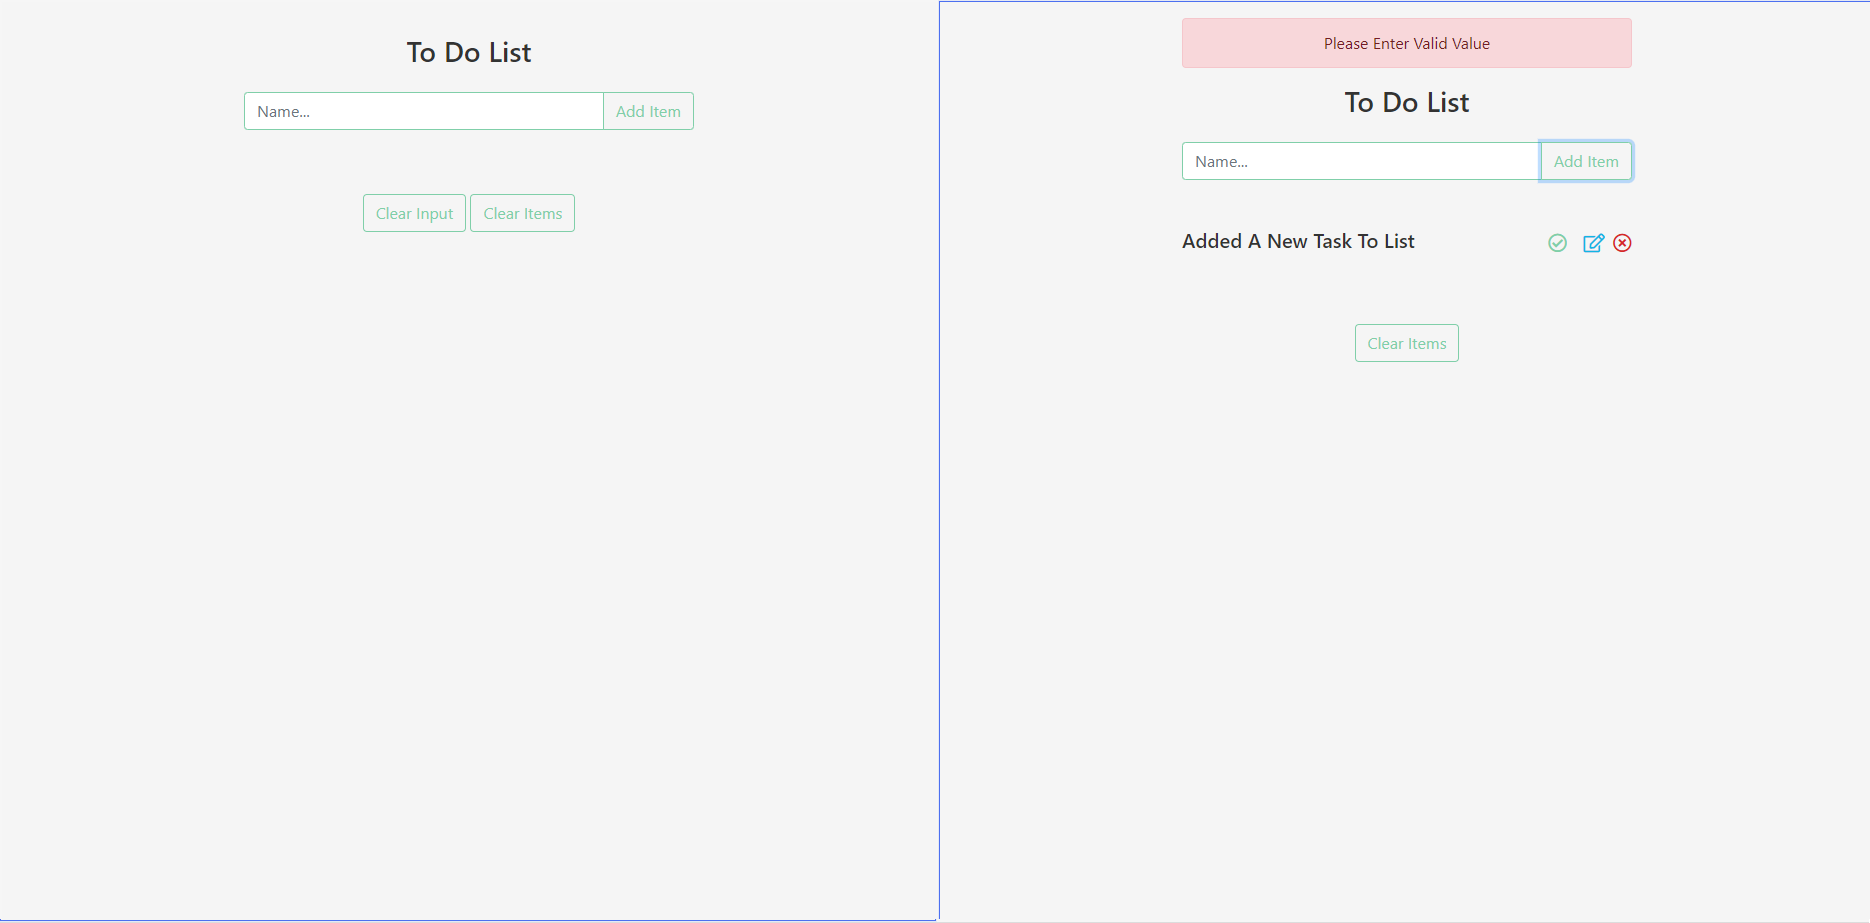 To Do List
Name...
Add Item
Clear Input
Clear Items
Please Enter Valid Value
To Do List
Name...
Add Item
Added A New Task To List
Clear Items